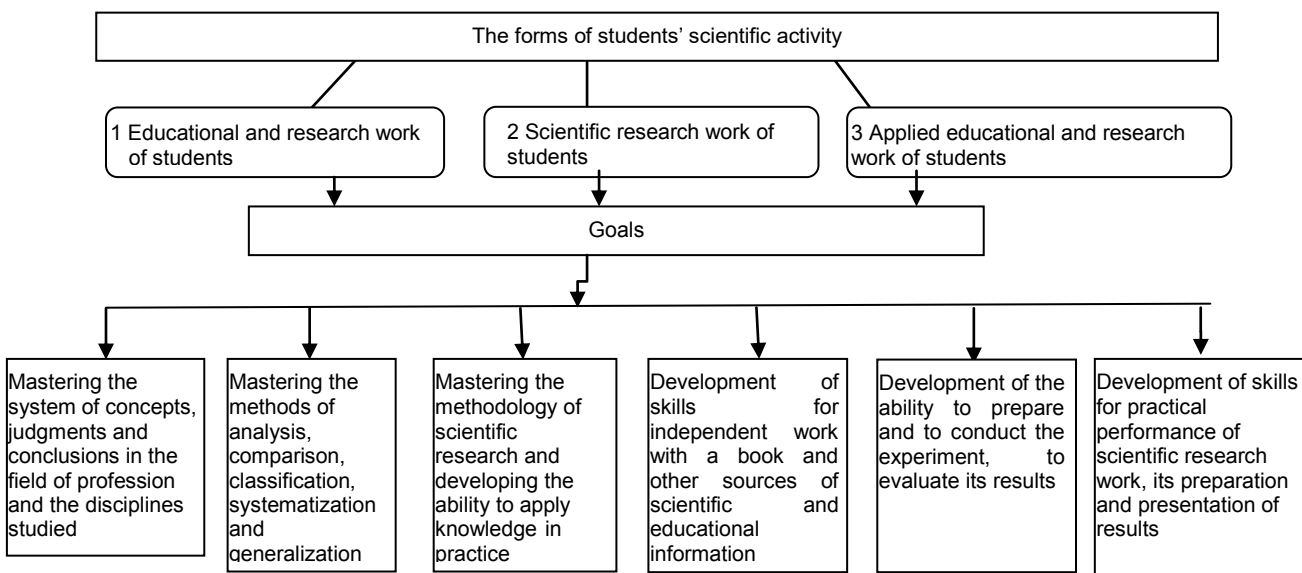 The forms of students’ scientific activity
1 Educational and research work
of students
2 Scientific research work of
students
3 Applied educational and research
work of students
Goals
Mastering the
system of concepts,
judgments and
conclusions in the
field of profession
and the disciplines
studied
Mastering the
methods of
analysis,
comparison,
classification,
systematization
and
generalization
Mastering the
methodology of
scientific
research and
developing the
ability to apply
knowledge in
practice
Development of
skills for
independent work
with a book and
other sources of
scientific and
educational
information
Development of the
ability to prepare
and to conduct the
experiment, to
evaluate its results
Development of skills
for practical
performance of
scientific research
work, its preparation
and presentation of
results